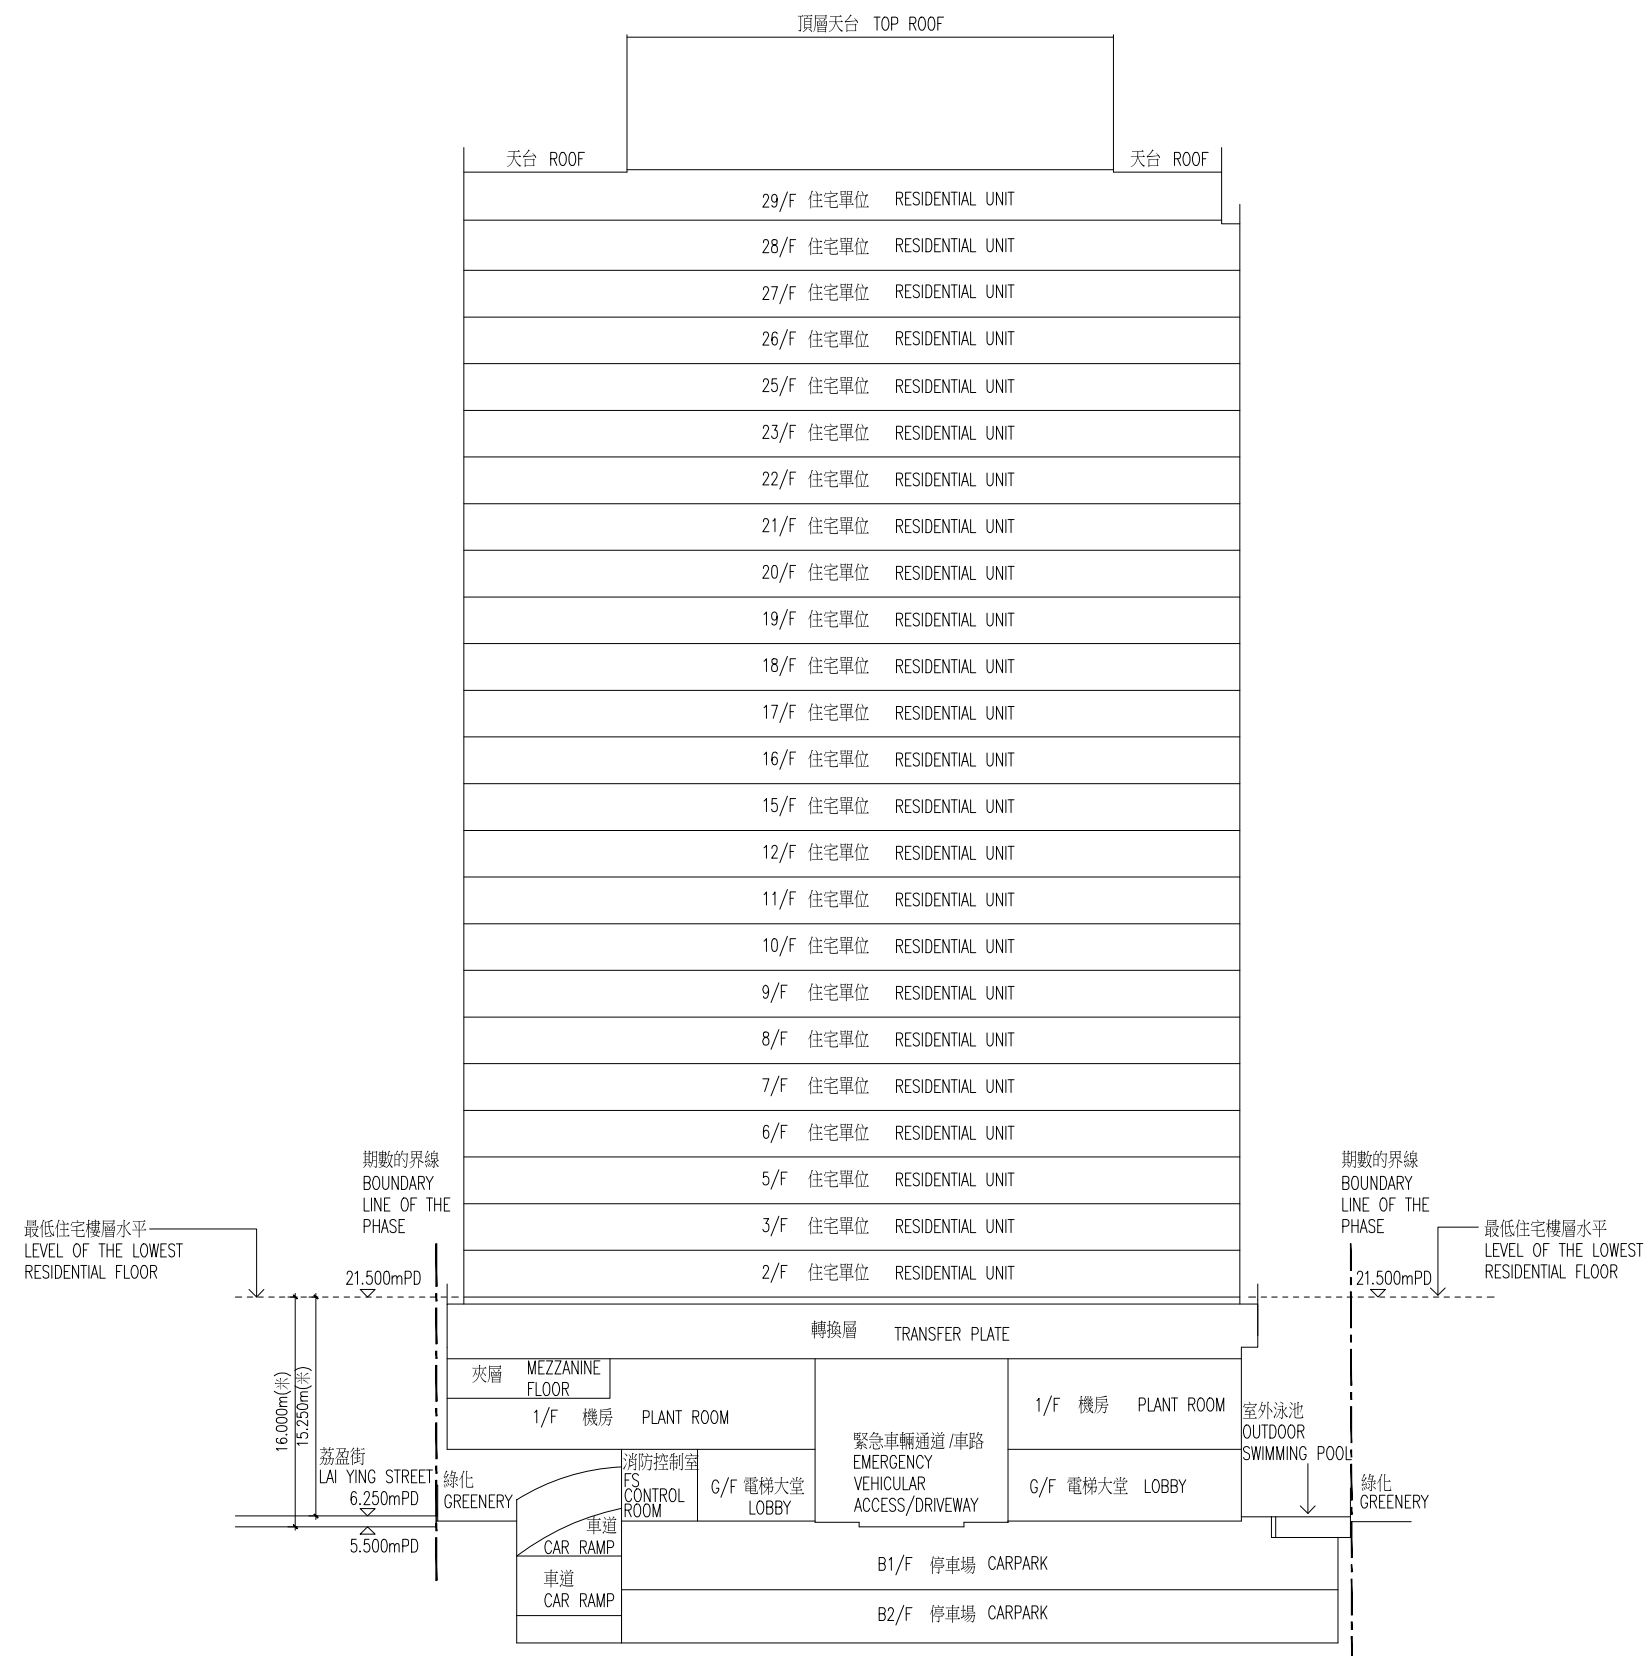 頂層天台 TOP ROOF
天台 ROOF
天台 ROOF
29/F 住宅單位 RESIDENTIAL UNIT
28/F 住宅單位 RESIDENTIAL UNIT
27/F 住宅單位 RESIDENTIAL UNIT
26/F 住宅單位 RESIDENTIAL UNIT
25/F 住宅單位 RESIDENTIAL UNIT
23/F 住宅單位 RESIDENTIAL UNIT
22/F 住宅單位 RESIDENTIAL UNIT
21/F 住宅單位 RESIDENTIAL UNIT
20/F 住宅單位 RESIDENTIAL UNIT
19/F 住宅單位 RESIDENTIAL UNIT
18/F 住宅單位 RESIDENTIAL UNIT
17/F 住宅單位 RESIDENTIAL UNIT
16/F 住宅單位 RESIDENTIAL UNIT
15/F 住宅單位 RESIDENTIAL UNIT
12/F 住宅單位 RESIDENTIAL UNIT
11/F 住宅單位 RESIDENTIAL UNIT
10/F 住宅單位 RESIDENTIAL UNIT
9/F 住宅單位 RESIDENTIAL UNIT
8/F 住宅單位 RESIDENTIAL UNIT
7/F 住宅單位 RESIDENTIAL UNIT
6/F 住宅單位 RESIDENTIAL UNIT
5/F 住宅單位 RESIDENTIAL UNIT
3/F 住宅單位 RESIDENTIAL UNIT
2/F 住宅單位 RESIDENTIAL UNIT
期數的界線
BOUNDARY
LINE OF THE
PHASE
期數的界線
BOUNDARY
LINE OF THE
PHASE
最低住宅樓層水平
LEVEL OF THE LOWEST
RESIDENTIAL FLOOR
最低住宅樓層水平
LEVEL OF THE LOWEST
RESIDENTIAL FLOOR
21.500mPD
21.500mPD
轉換層 TRANSFER PLATE
夾層 MEZZANINE
FLOOR
1/F 機房 PLANT ROOM
1/F 機房 PLANT ROOM
16.000m(米)
15.250m(米)
荔盈街
LAI YING STREET
6.250mPD
5.500mPD
綠化
GREENERY
消防控制室
FS
CONTROL
ROOM
G/F 電梯大堂
LOBBY
緊急車輛通道/車路
EMERGENCY
VEHICULAR
ACCESS/DRIVEWAY
G/F 電梯大堂 LOBBY
室外泳池
OUTDOOR
SWIMMING POOL
綠化
GREENERY
車道
CAR RAMP
車道
CAR RAMP
B1/F 停車場 CARPARK
B2/F 停車場 CARPARK